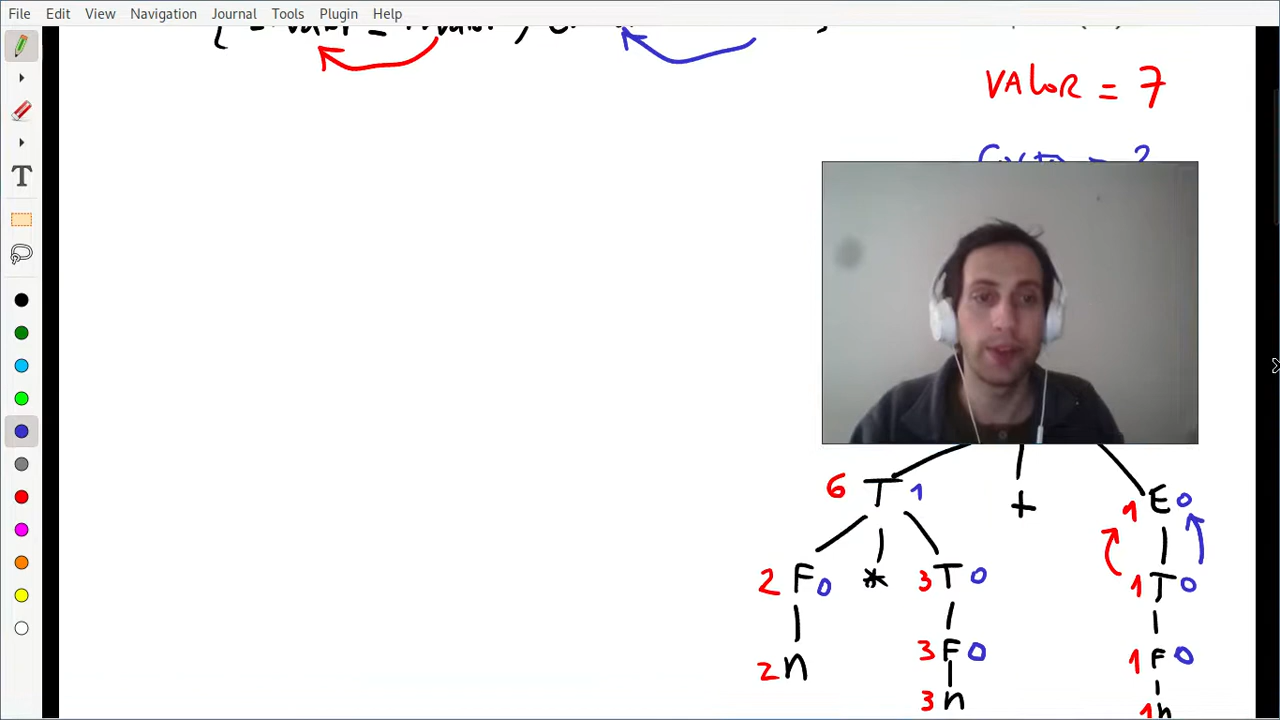 File Edit View Navigation Journal Tools Plugin Help
VALOR = 7
T
6 T 1
+
1 E 0
2 F 0
*
3 T 0
1 T 0
2 n
3 F 0
1 F 0
3 n
1 n